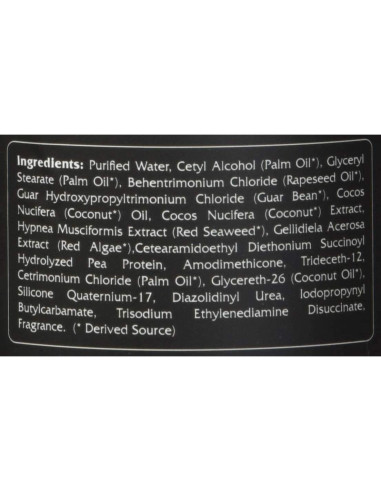 Ingredients: Purified Water, Cetyl Alcohol (Palm Oil*), Glyceryl
Stearate (Palm Oil*), Behentrimonium Chloride (Rapeseed Oil*),
Guar Hydroxypropyltrimonium Chloride (Guar Bean*), Cocos
Nucifera (Coconut*) Oil, Cocos Nucifera (Coconut*) Extract,
Hypnea Musciformis Extract (Red Seaweed*), Gellidiela Acerosa
Extract (Red Algae*),Cetearamidoethyl Diethonium Succinoyl
Hydrolyzed Pea Protein, Amodimethicone, Trideceth-12,
Cetrimonium Chloride (Palm Oil*), Glycereth-26 (Coconut Oil*),
Silicone Quaternium-17, Diazolidinyl Urea, Iodopropynyl
Butylcarbamate, Trisodium Ethylenediamine Disuccinate,
Fragrance. (* Derived Source)